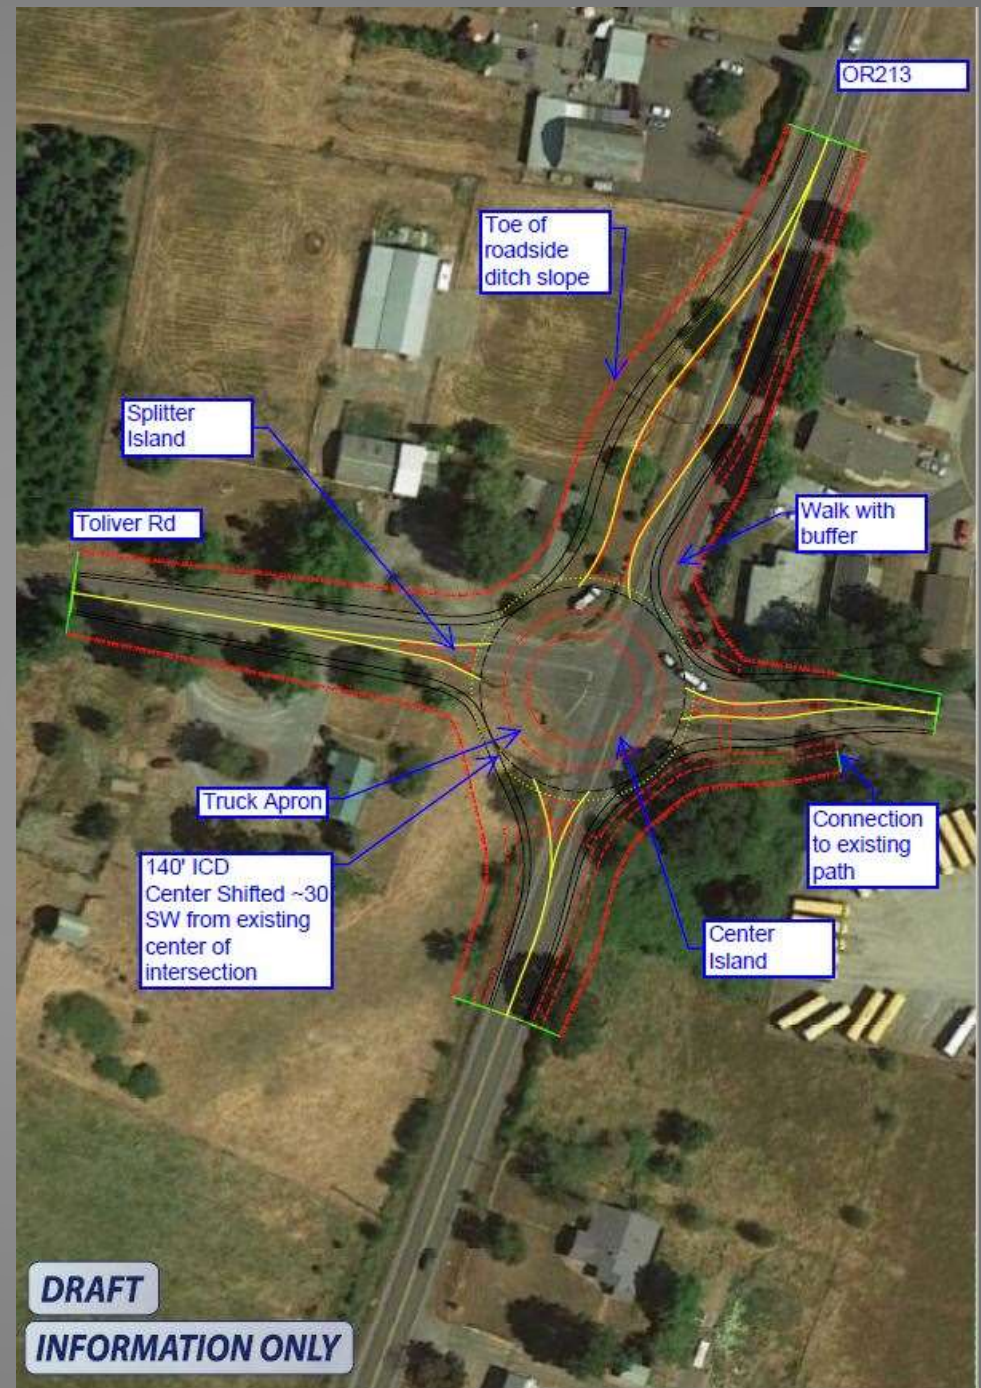 OR213
Toe of
roadside
ditch slope
Splitter
Island
Toliver Rd
Walk with
buffer
Truck Apron
140' ICD
Center Shifted ~30
SW from existing
center of
intersection
Connection
to existing
path
Center
Island
DRAFT
INFORMATION ONLY